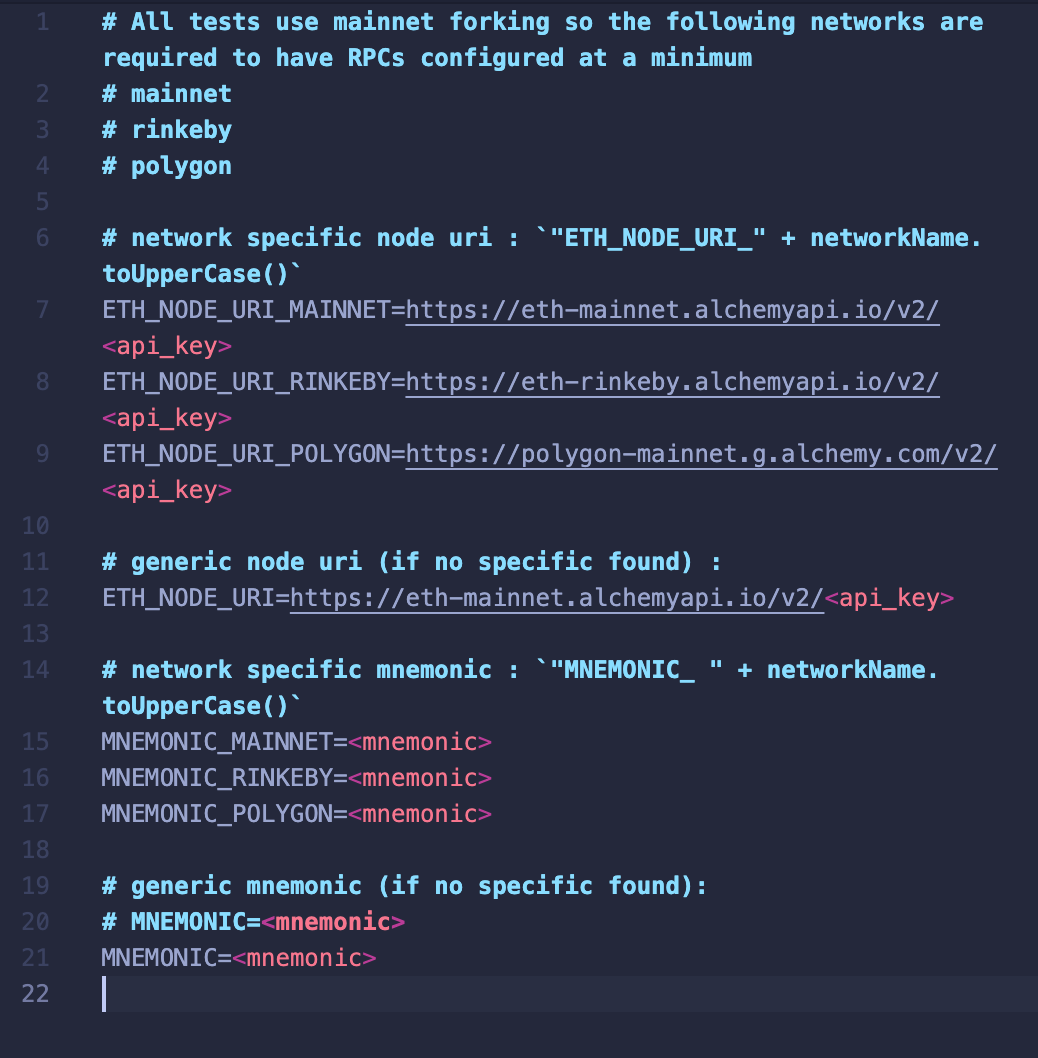 1 # All tests use mainnet forking so the following networks are
required to have RPCs configured at a minimum
2 # mainnet
3 # rinkeby
4 # polygon
5
6 # network specific node uri : `"ETH_NODE_URI_" + networkName.
toUpperCase()`
7 ETH_NODE_URI_MAINNET=https://eth-mainnet.alchemyapi.io/v2/
<api_key>
8 ETH_NODE_URI_RINKEBY=https://eth-rinkeby.alchemyapi.io/v2/
<api_key>
9 ETH_NODE_URI_POLYGON=https://polygon-mainnet.g.alchemy.com/v2/
<api_key>
10
11 # generic node uri (if no specific found) :
12 ETH_NODE_URI=https://eth-mainnet.alchemyapi.io/v2/<api_key>
13
14 # network specific mnemonic : `"MNEMONIC_ " + networkName.
toUpperCase()`
15 MNEMONIC_MAINNET=<mnemonic>
16 MNEMONIC_RINKEBY=<mnemonic>
17 MNEMONIC_POLYGON=<mnemonic>
18
19 # generic mnemonic (if no specific found):
20 # MNEMONIC=<mnemonic>
21 MNEMONIC=<mnemonic>
22